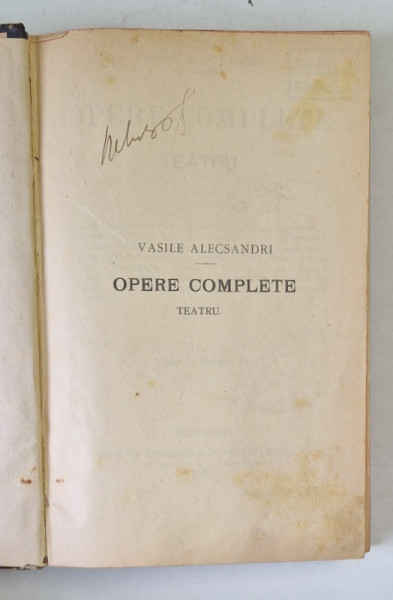 VASILE ALECSANDRI
OPERE COMPLETE
TEATRU.